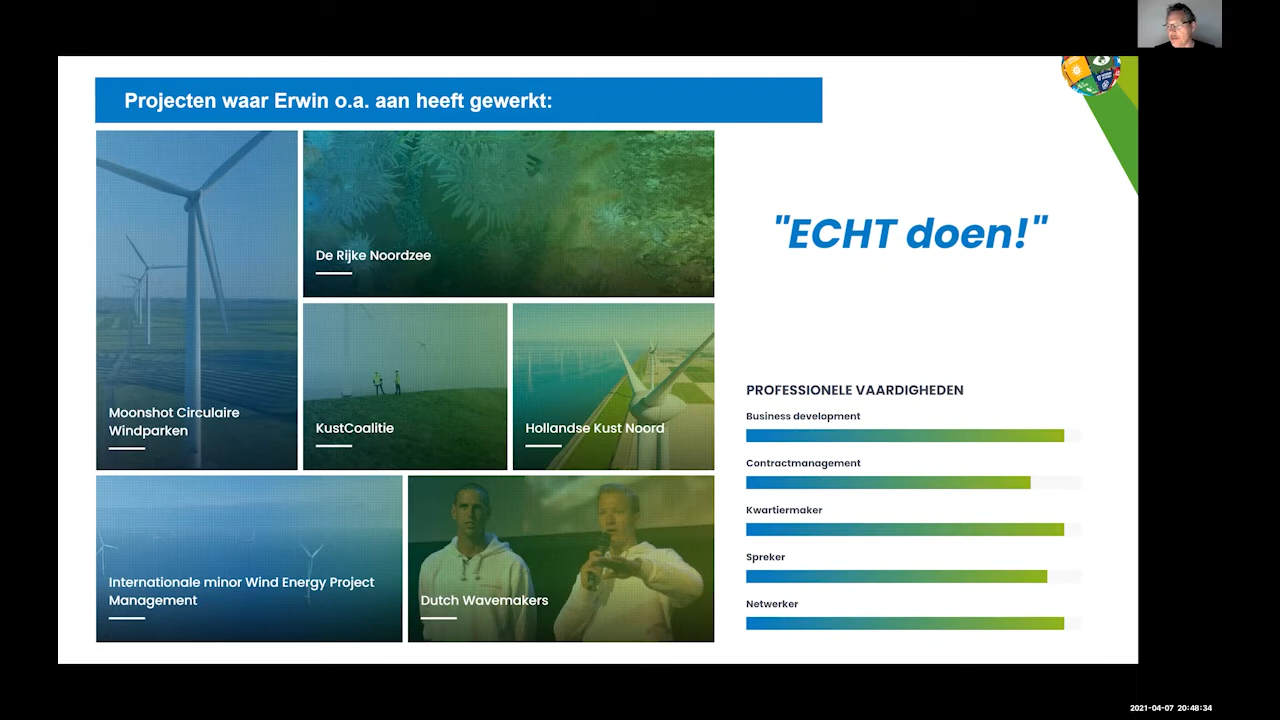 Projecten waar Erwin o.a. aan heeft gewerkt:
De Rijke Noordzee
Moonshot Circulaire
Windparken
KustCoalitie
Hollandse Kust Noord
Internationale minor Wind Energy Project
Management
Dutch Wavemakers
"ECHT doen!"
PROFESSIONELE VAARDIGHEDEN
Business development
Contractmanagement
Kwartiermaker
Spreker
Netwerker
2021-04-07 20:48:34